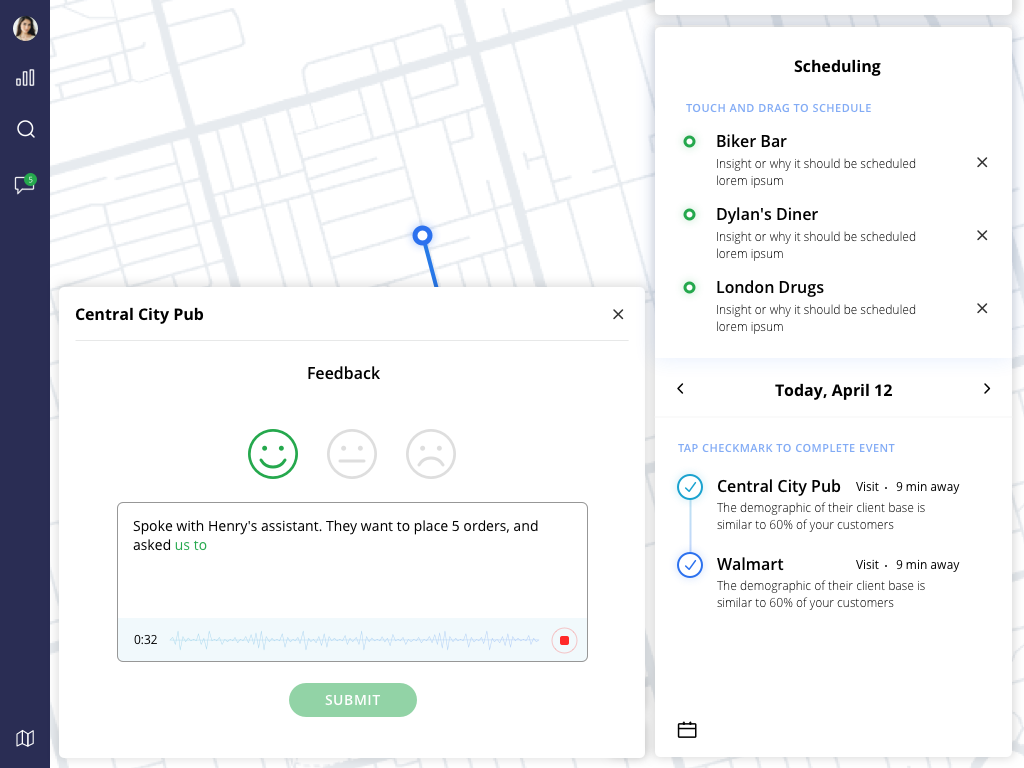 5
Central City Pub
Feedback
Spoke with Henry's assistant. They want to place 5 orders, and
asked us to
0:32
SUBMIT
Scheduling
TOUCH AND DRAG TO SCHEDULE
Biker Bar
Insight or why it should be scheduled
lorem ipsum
Dylan's Diner
Insight or why it should be scheduled
lorem ipsum
London Drugs
Insight or why it should be scheduled
lorem ipsum
Today, April 12
TAP CHECKMARK TO COMPLETE EVENT
Central City Pub Visit · 9 min away
The demographic of their client base is
similar to 60% of your customers
Walmart Visit · 9 min away
The demographic of their client base is
similar to 60% of your customers